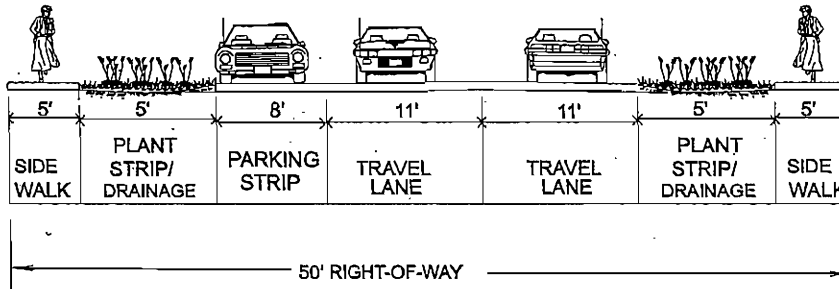 5' 5' 8' 11' 11' 5' 5'
SIDE WALK
PLANT STRIP/ DRAINAGE
PARKING STRIP
TRAVEL LANE
TRAVEL LANE
PLANT STRIP/ DRAINAGE
SIDE WALK
50' RIGHT-OF-WAY